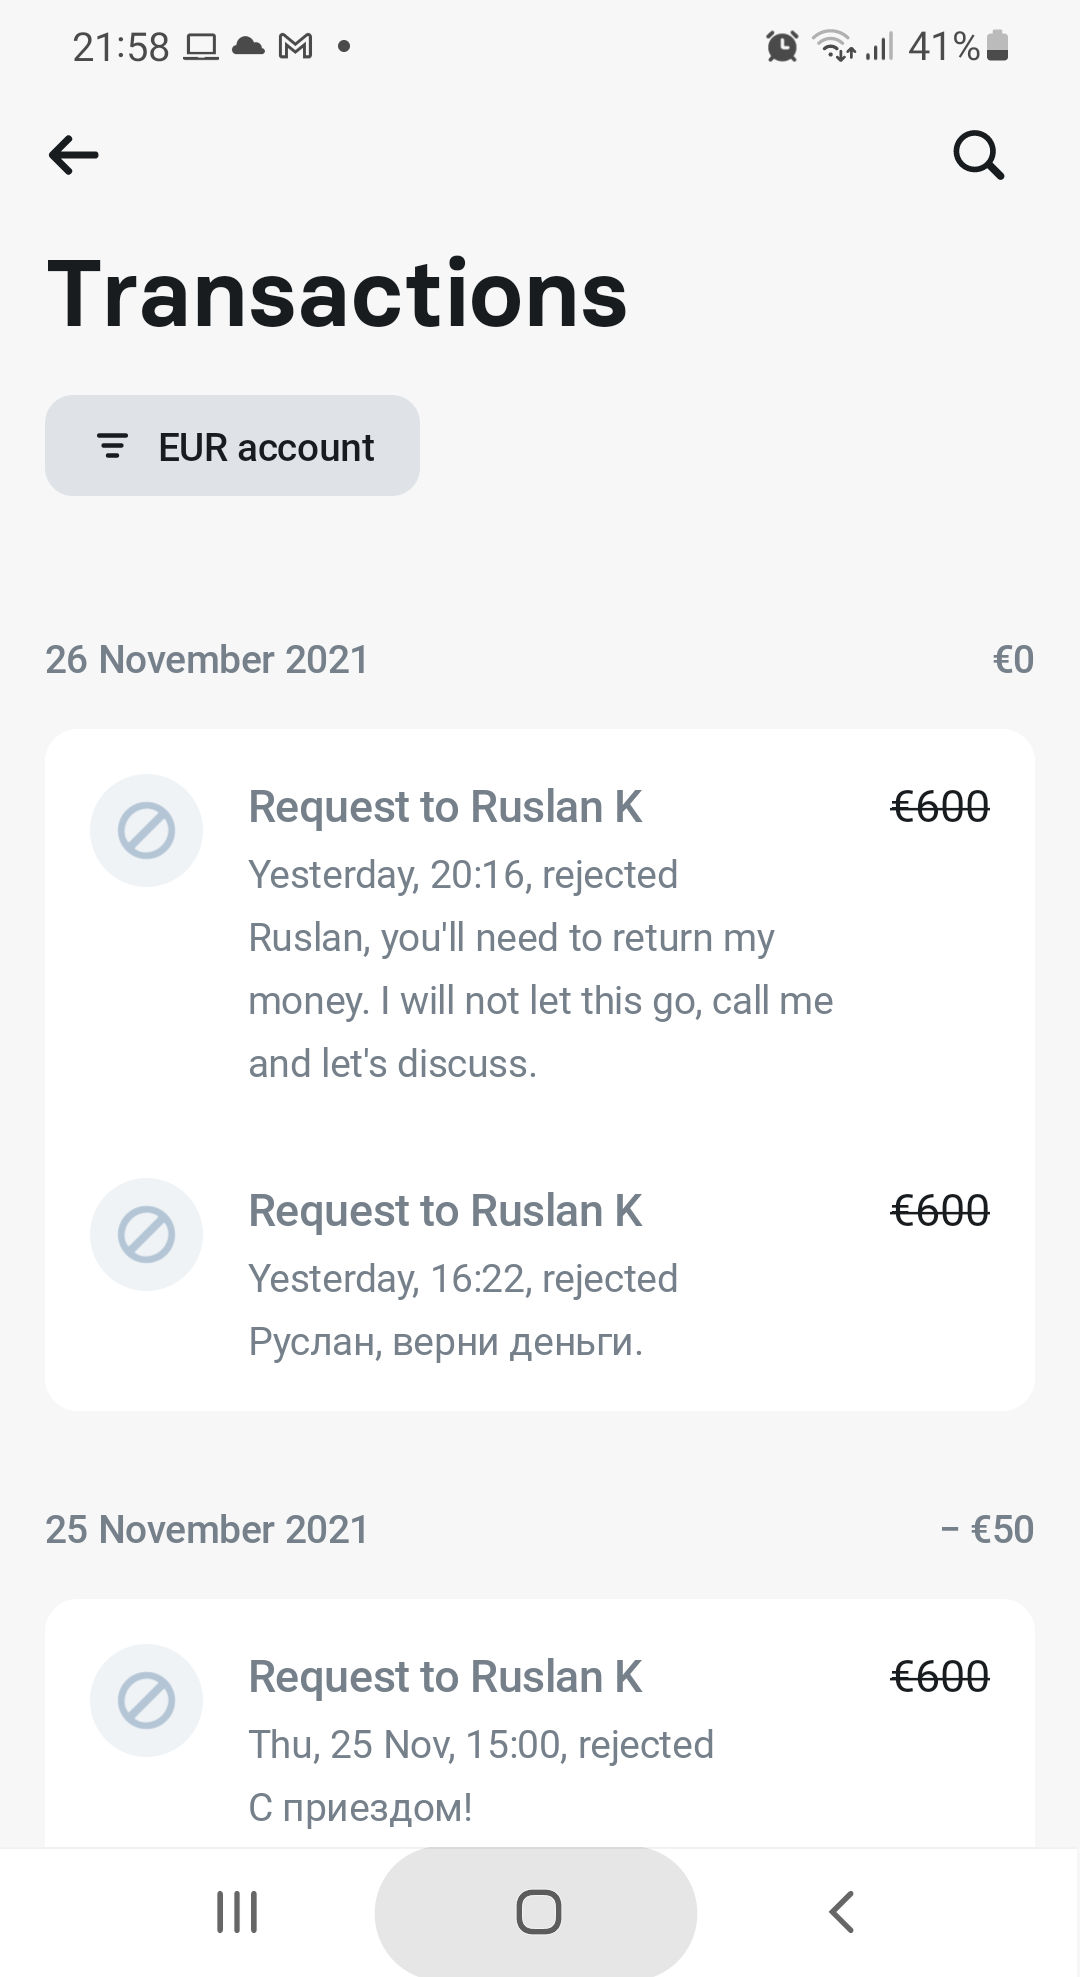 21:58 41%
Transactions
EUR account
26 November 2021 €0
Request to Ruslan K €600
Yesterday, 20:16, rejected
Ruslan, you'll need to return my
money. I will not let this go, call me
and let's discuss.
Request to Ruslan K €600
Yesterday, 16:22, rejected
Руслан, верни деньги.
25 November 2021 − €50
Request to Ruslan K €600
Thu, 25 Nov, 15:00, rejected
С приездом!